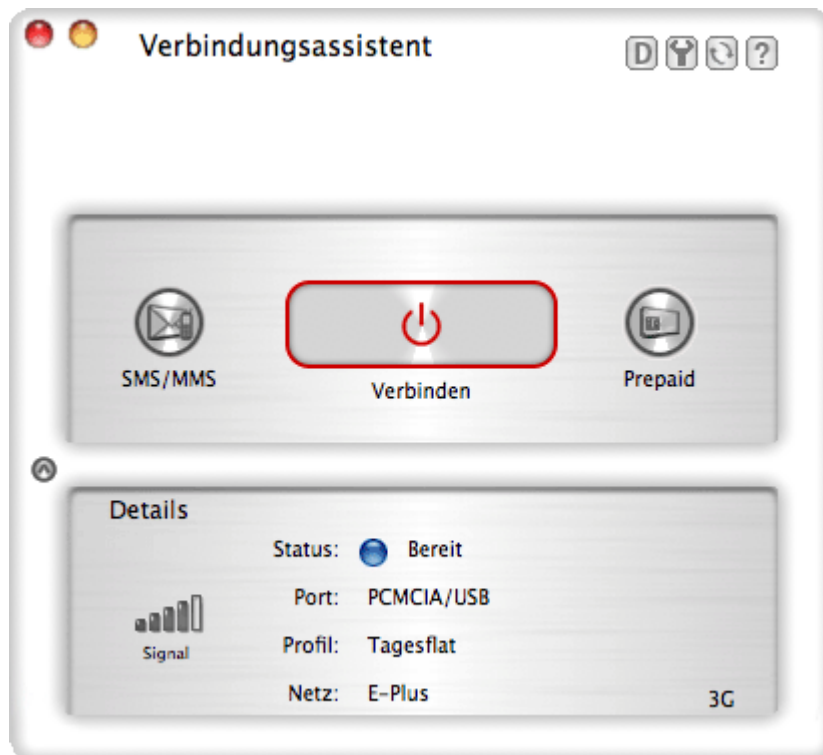 Verbindungsassistent
D ?
SMS/MMS
Verbinden
Prepaid
Details
Status: Bereit
Port: PCMCIA/USB
Signal
Profil: Tagesflat
Netz: E-Plus
3G